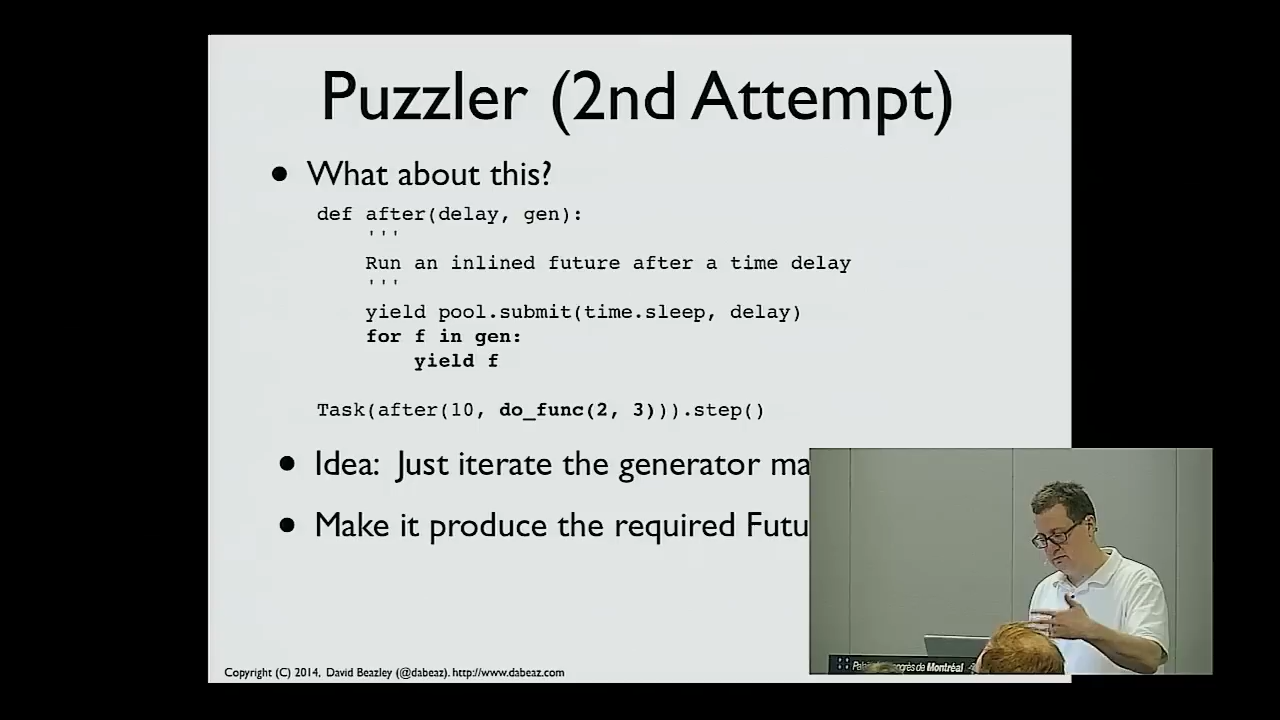 Puzzler (2nd Attempt)
• What about this?
def after(delay, gen):
'''
Run an inlined future after a time delay
'''
yield pool.submit(time.sleep, delay)
for f in gen:
yield f
Task(after(10, do_func(2, 3))).step()
• Idea: Just iterate the generator
• Make it produce the required
Copyright (C) 2014, David Beazley (@dabeaz). http://www.dabeaz.com
de Montréal